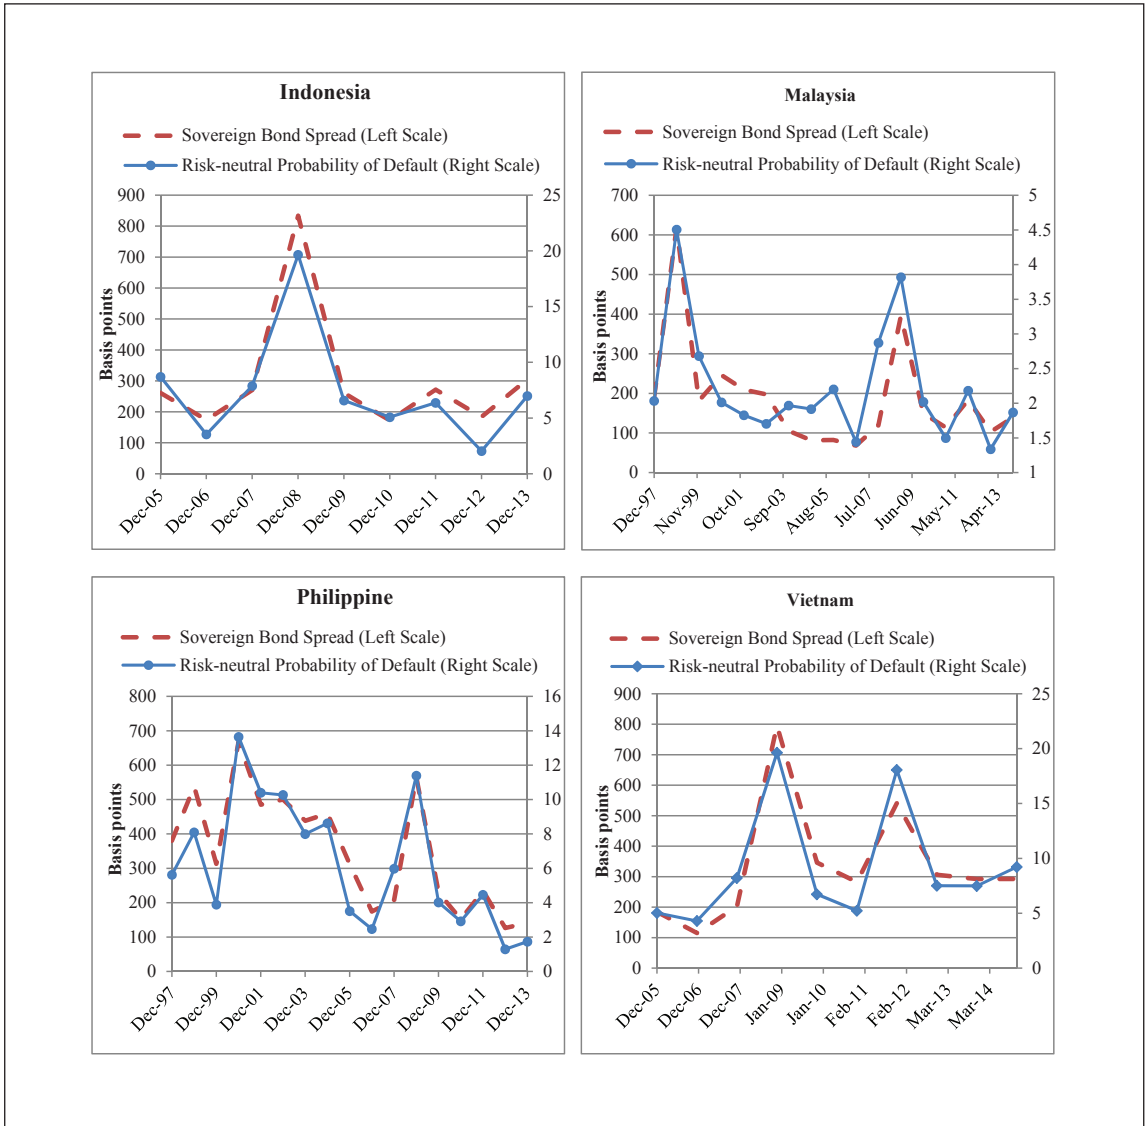 Indonesia
Sovereign Bond Spread (Left Scale)
Risk-neutral Probability of Default (Right Scale)
Basis points
900
800
700
600
500
400
300
200
100
0
25
20
15
10
5
0
Dec-05
Dec-06
Dec-07
Dec-08
Dec-09
Dec-10
Dec-11
Dec-12
Dec-13
Malaysia
Sovereign Bond Spread (Left Scale)
Risk-neutral Probability of Default (Right Scale)
Basis points
700
600
500
400
300
200
100
0
5
4.5
4
3.5
3
2.5
2
1.5
1
Dec-97
Nov-99
Oct-01
Sep-03
Aug-05
Jul-07
Jun-09
May-11
Apr-13
Philippine
Sovereign Bond Spread (Left Scale)
Risk-neutral Probability of Default (Right Scale)
Basis points
800
700
600
500
400
300
200
100
0
16
14
12
10
8
6
4
2
0
Dec-97
Dec-99
Dec-01
Dec-03
Dec-05
Dec-07
Dec-09
Dec-11
Dec-13
Vietnam
Sovereign Bond Spread (Left Scale)
Risk-neutral Probability of Default (Right Scale)
Basis points
900
800
700
600
500
400
300
200
100
0
25
20
15
10
5
0
Dec-05
Dec-06
Dec-07
Jan-09
Jan-10
Feb-11
Feb-12
Mar-13
Mar-14